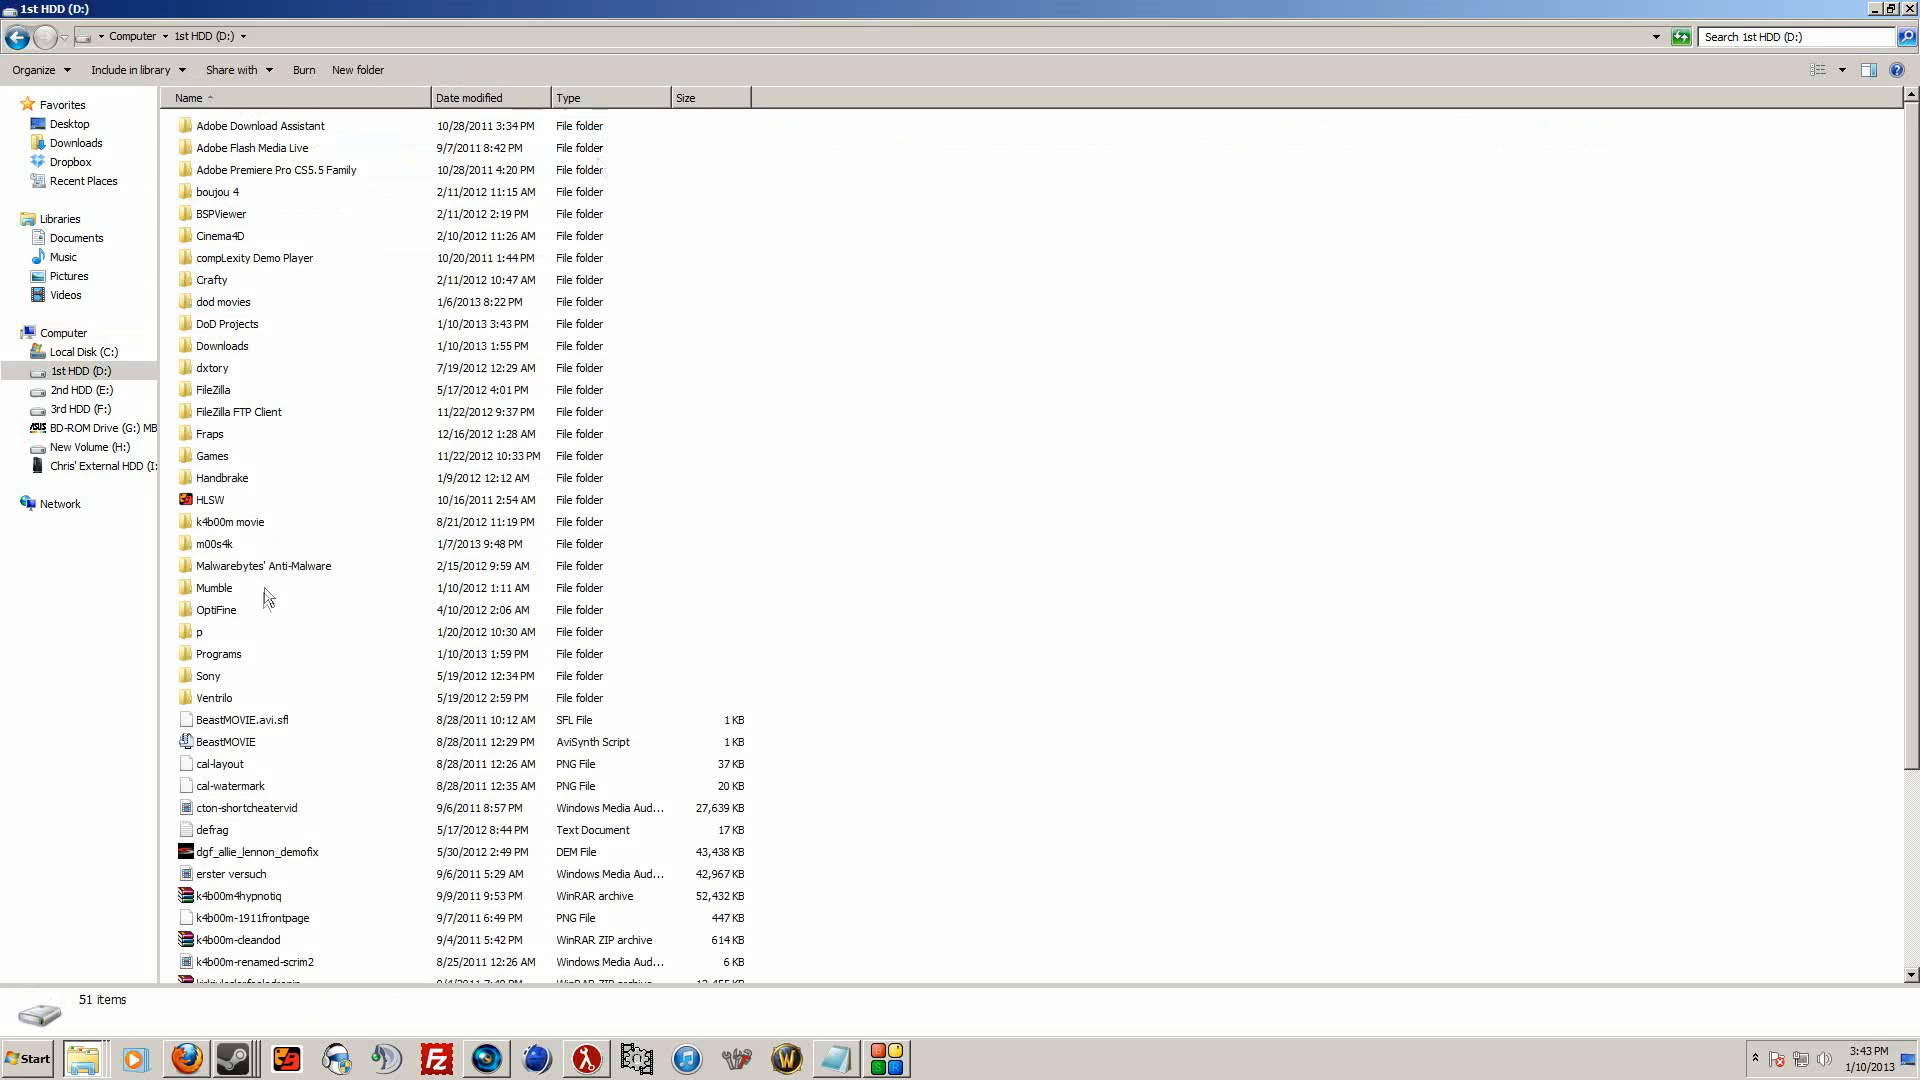 1st HDD (D:)
Computer 1st HDD (D:) Search 1st HDD (D:)
Organize Include in library Share with Burn New folder
Name Date modified Type Size
Favorites
Desktop
Downloads
Dropbox
Recent Places
Libraries
Documents
Music
Pictures
Videos
Computer
Local Disk (C:)
1st HDD (D:)
2nd HDD (E:)
3rd HDD (F:)
BD-ROM Drive (G:) MB
New Volume (H:)
Chris' External HDD (I:
Network
Adobe Download Assistant 10/28/2011 3:34 PM File folder
Adobe Flash Media Live 9/7/2011 8:42 PM File folder
Adobe Premiere Pro CS5.5 Family 10/28/2011 4:20 PM File folder
boujou 4 2/11/2012 11:15 AM File folder
BSPViewer 2/11/2012 2:19 PM File folder
Cinema4D 2/10/2012 11:26 AM File folder
compLexity Demo Player 10/20/2011 1:44 PM File folder
Crafty 2/11/2012 10:47 AM File folder
dod movies 1/6/2013 8:22 PM File folder
DoD Projects 1/10/2013 3:43 PM File folder
Downloads 1/10/2013 1:55 PM File folder
dxtory 7/19/2012 12:29 AM File folder
FileZilla 5/17/2012 4:01 PM File folder
FileZilla FTP Client 11/22/2012 9:37 PM File folder
Fraps 12/16/2012 1:28 AM File folder
Games 11/22/2012 10:33 PM File folder
Handbrake 1/9/2012 12:12 AM File folder
HLSW 10/16/2011 2:54 AM File folder
k4b00m movie 8/21/2012 11:19 PM File folder
m00s4k 1/7/2013 9:48 PM File folder
Malwarebytes' Anti-Malware 2/15/2012 9:59 AM File folder
Mumble 1/10/2012 1:11 AM File folder
OptiFine 4/10/2012 2:06 AM File folder
p 1/20/2012 10:30 AM File folder
Programs 1/10/2013 1:59 PM File folder
Sony 5/19/2012 12:34 PM File folder
Ventrilo 5/19/2012 2:59 PM File folder
BeastMOVIE.avi.sfl 8/28/2011 10:12 AM SFL File 1 KB
BeastMOVIE 8/28/2011 12:29 PM AviSynth Script 1 KB
cal-layout 8/28/2011 12:26 AM PNG File 37 KB
cal-watermark 8/28/2011 12:35 AM PNG File 20 KB
cton-shortcheatervid 9/6/2011 8:57 PM Windows Media Aud... 27,639 KB
defrag 5/17/2012 8:44 PM Text Document 17 KB
dgf_allie_lennon_demofix 5/30/2012 2:49 PM DEM File 43,438 KB
erster versuch 9/6/2011 5:29 AM Windows Media Aud... 42,967 KB
k4b00m4hypnotiq 9/9/2011 9:53 PM WinRAR archive 52,432 KB
k4b00m-1911frontpage 9/7/2011 6:49 PM PNG File 447 KB
k4b00m-cleandod 9/4/2011 5:42 PM WinRAR ZIP archive 614 KB
k4b00m-renamed-scrim2 8/25/2011 12:26 AM Windows Media Aud... 6 KB
51 items
Start
3:43 PM
1/10/2013